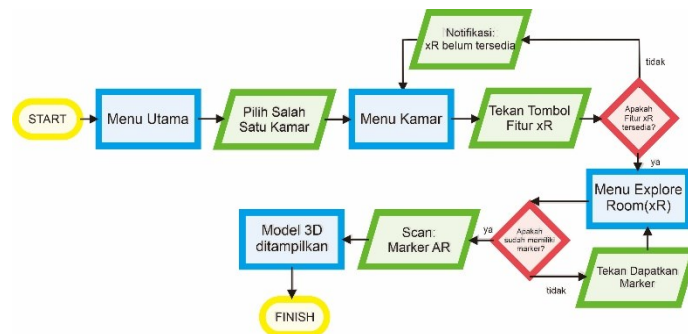 Notifikasi:
xR belum tersedia
tidak
START
Menu Utama
Pilih Salah
Satu Kamar
Menu Kamar
Tekan Tombol
Fitur xR
Apakah
Fitur xR
tersedia?
ya
Menu Explore
Room(xR)
Model 3D
ditampilkan
Scan:
Marker AR
ya
Apakah
sudah memiliki
marker?
tidak
Tekan Dapatkan
Marker
FINISH